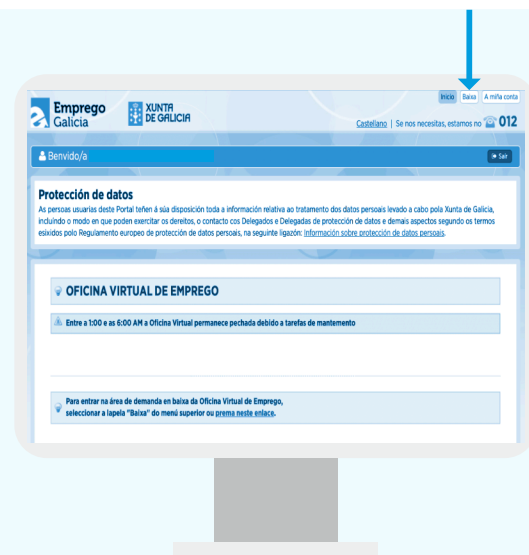 Inicio Baixa A miña conta
Emprego
Galicia
XUNTA
DE GALICIA
Castellano | Se nos necesitas, estamos no 012
Benvido/a
Sair
Protección de datos
As persoas usuarias deste Portal teñen á súa disposición toda a información relativa ao tratamento dos datos persoais levado a cabo pola Xunta de Galicia,
incluíndo o modo en que poden exercitar os dereitos, o contacto cos Delegados e Delegadas de protección de datos e demais aspectos segundo os termos
esixidos polo Regulamento europeo de protección de datos persoais, na seguinte ligazón: Información sobre protección de datos persoais.
OFICINA VIRTUAL DE EMPREGO
Entre a 1:00 e as 6:00 AM a Oficina Virtual permanece pechada debido a tarefas de mantemento
Para entrar na área de demanda en baixa da Oficina Virtual de Emprego,
seleccionar a lapela "Baixa" do menú superior ou prema neste enlace.